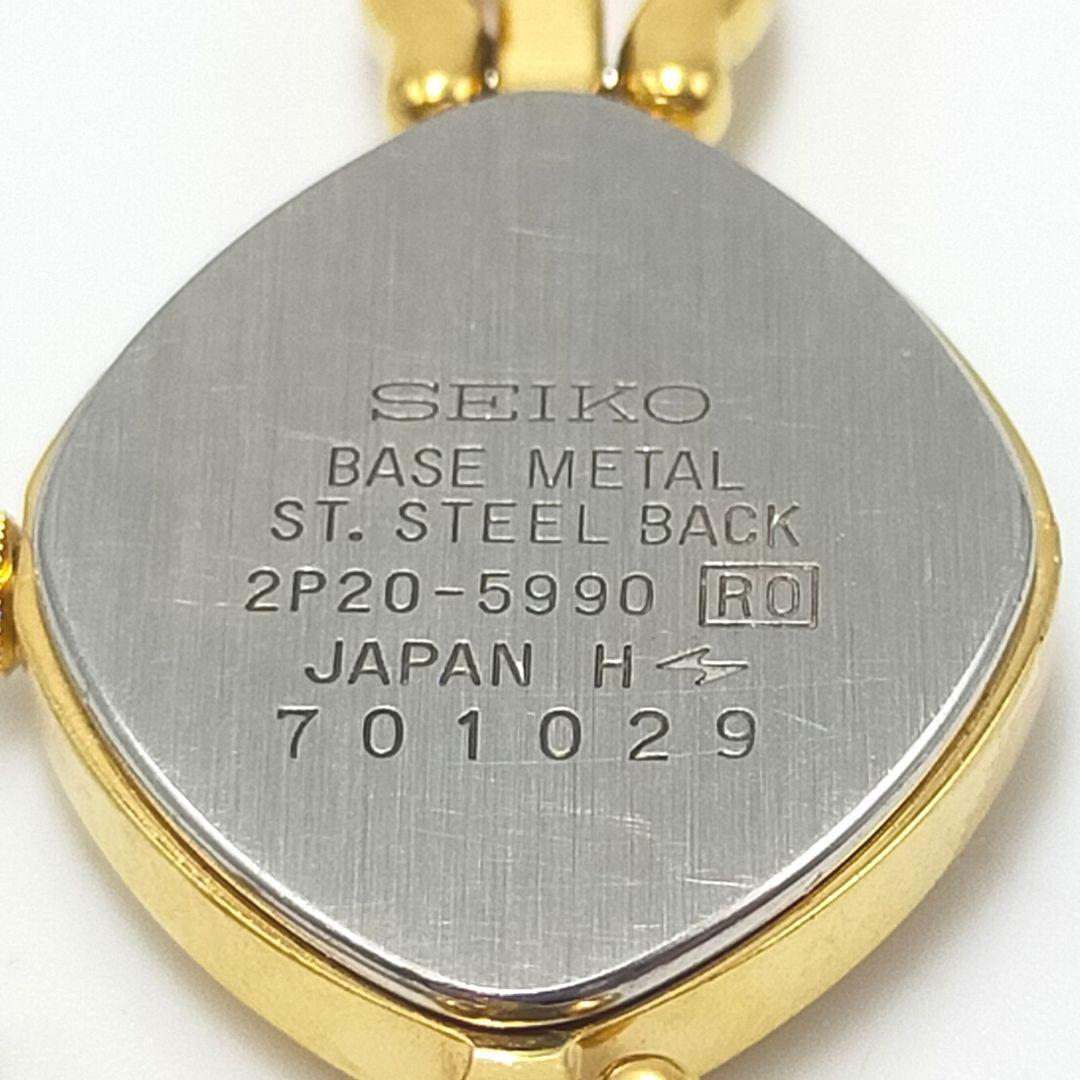 SEIKO
BASE METAL
ST. STEEL BACK
2P20-5990 RO
JAPAN H
701029